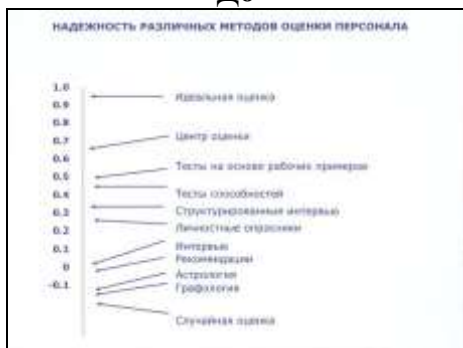 до
НАДЕЖНОСТЬ РАЗЛИЧНЫХ МЕТОДОВ ОЦЕНКИ ПЕРСОНАЛА
1.0
0.9
0.8
0.7
0.6
0.5
0.4
0.3
0.2
0.1
0
-0.1
Идеальная оценка
Центр оценки
Тесты на основе рабочих примеров
Тесты способностей
Структурированные интервью
Личностные опросники
Интервью
Рекомендации
Астрология
Графология
Случайная оценка